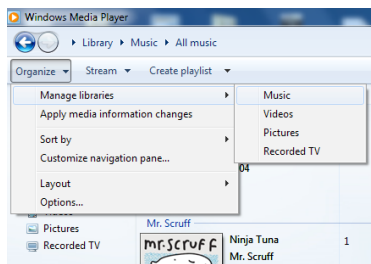 Windows Media Player
Library Music All music
Organize Stream Create playlist
Manage libraries
Apply media information changes
Sort by
Customize navigation pane...
Layout
Options...
Music
Videos
Pictures
Recorded TV
04
Pictures
Recorded TV
Mr. Scruff
mr.scruff
Ninja Tuna
Mr. Scruff
1